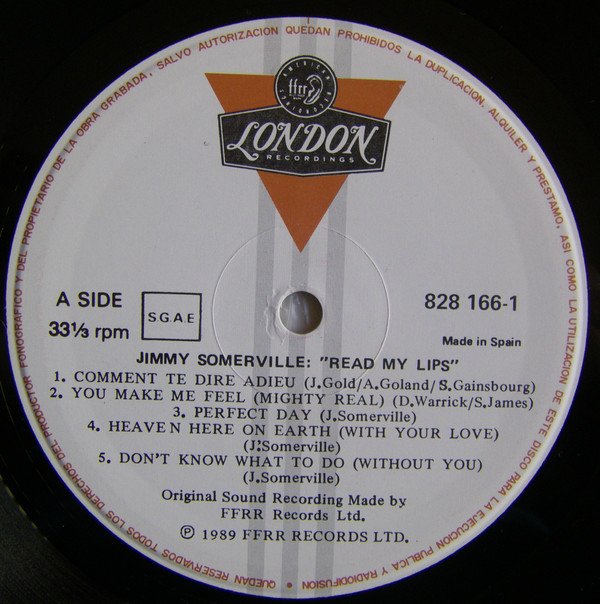 QUEDAN RESERVADOS TODOS LOS DERECHOS DEL PRODUCTOR FONOGRAFICO Y DEL PROPIETARIO DE LA OBRA GRABADA, SALVO AUTORIZACION QUEDAN PROHIBIDOS LA DUPLICACION, ALQUILER Y PRESTAMO, ASI COMO LA UTILIZACION DE ESTE DISCO PARA LA EJECUCION PUBLICA Y RADIODIFUSION •
AMERICAN
ffrr
LONDON
RECORDINGS
A SIDE
33⅓ rpm
S.G.A.E
828 166-1
Made in Spain
JIMMY SOMERVILLE: "READ MY LIPS"
1. COMMENT TE DIRE ADIEU (J.Gold/A.Goland/S.Gainsbourg)
2. YOU MAKE ME FEEL (MIGHTY REAL) (D.Warrick/S.James)
3. PERFECT DAY (J.Somerville)
4. HEAVEN HERE ON EARTH (WITH YOUR LOVE)
(J.Somerville)
5. DON'T KNOW WHAT TO DO (WITHOUT YOU)
(J.Somerville)
Original Sound Recording Made by
FFRR Records Ltd.
℗ 1989 FFRR RECORDS LTD.